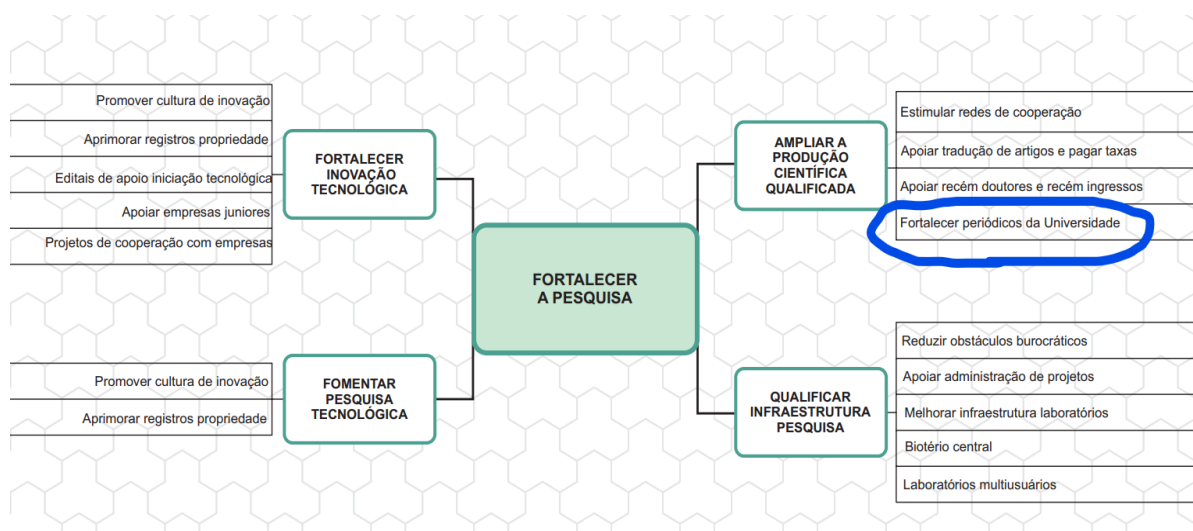 Promover cultura de inovação
Aprimorar registros propriedade
Editais de apoio iniciação tecnológica
Apoiar empresas juniores
Projetos de cooperação com empresas
FORTALECER
INOVAÇÃO
TECNOLÓGICA
Promover cultura de inovação
Aprimorar registros propriedade
FOMENTAR
PESQUISA
TECNOLÓGICA
FORTALECER
A PESQUISA
AMPLIAR A
PRODUÇÃO
CIENTÍFICA
QUALIFICADA
Estimular redes de cooperação
Apoiar tradução de artigos e pagar taxas
Apoiar recém doutores e recém ingressos
Fortalecer periódicos da Universidade
QUALIFICAR
INFRAESTRUTURA
PESQUISA
Reduzir obstáculos burocráticos
Apoiar administração de projetos
Melhorar infraestrutura laboratórios
Biotério central
Laboratórios multiusuários